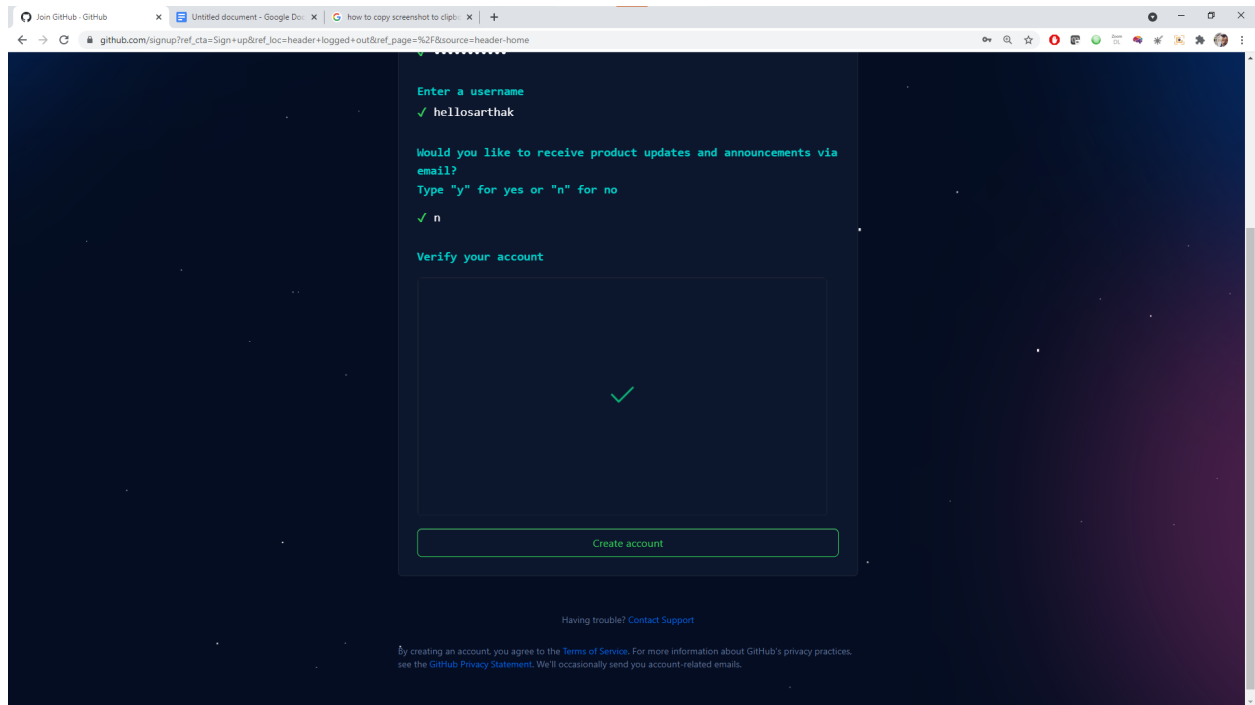 Join GitHub · GitHub
Untitled document - Google Doc
how to copy screenshot to clipbo
github.com/signup?ref_cta=Sign+up&ref_loc=header+logged+out&ref_page=%2F&source=header-home
Enter a username
✓ hellosarthak
Would you like to receive product updates and announcements via
email?
Type "y" for yes or "n" for no
✓ n
Verify your account
Create account
Having trouble? Contact Support
By creating an account, you agree to the Terms of Service. For more information about GitHub's privacy practices,
see the GitHub Privacy Statement. We'll occasionally send you account-related emails.